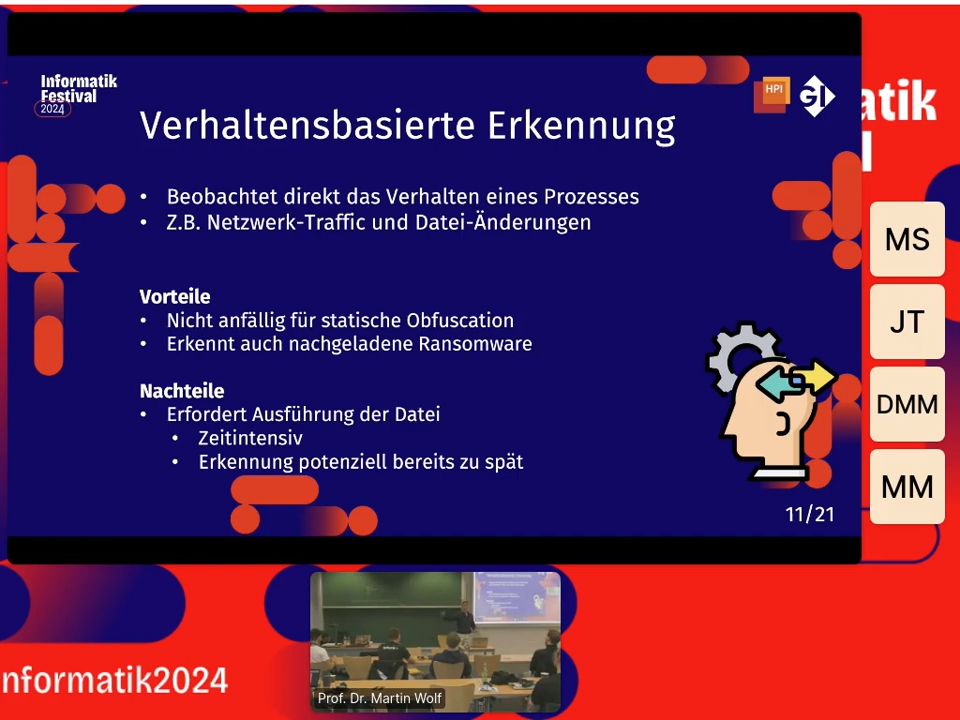 Informatik
Festival
2024
HPI
GI
Verhaltensbasierte Erkennung
• Beobachtet direkt das Verhalten eines Prozesses
• Z.B. Netzwerk-Traffic und Datei-Änderungen
Vorteile
• Nicht anfällig für statische Obfuscation
• Erkennt auch nachgeladene Ransomware
Nachteile
• Erfordert Ausführung der Datei
• Zeitintensiv
• Erkennung potenziell bereits zu spät
11/21
atik
MS
JT
DMM
MM
nformatik2024
Prof. Dr. Martin Wolf